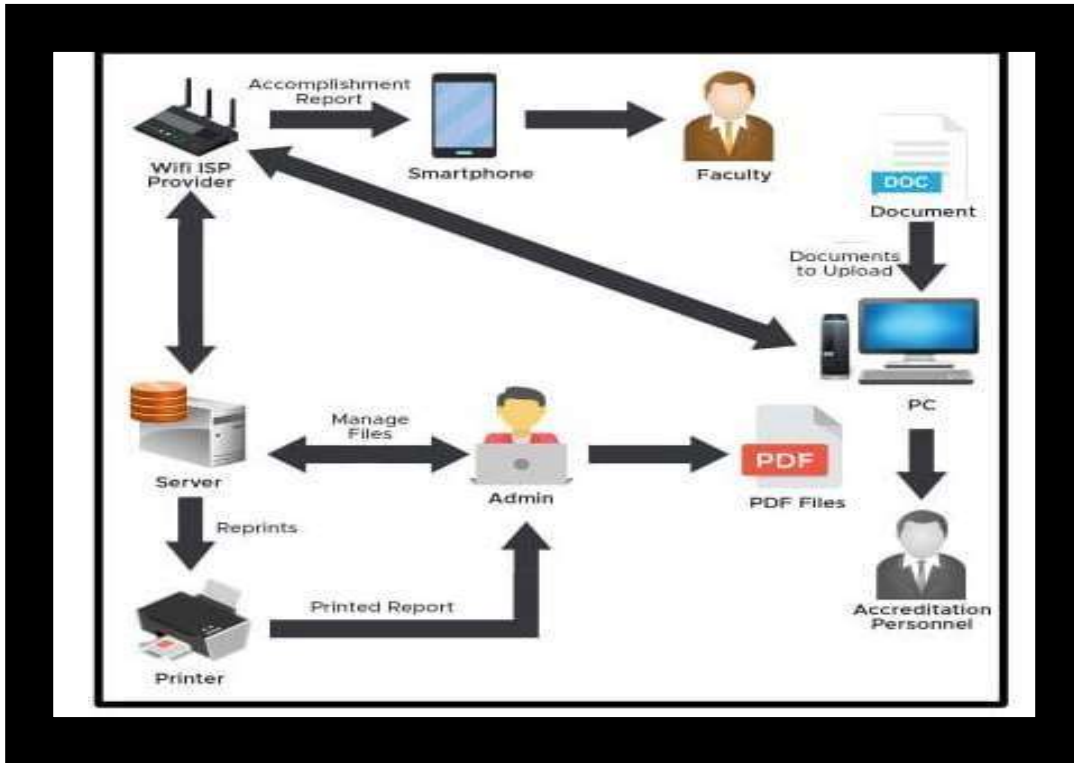 Accomplishment
Report
Wifi ISP
Provider
Smartphone
Faculty
DOC
Document
Documents
to Upload
PC
Manage
Files
Server
Admin
PDF
PDF Files
Reprints
Printed Report
Accreditation
Personnel
Printer